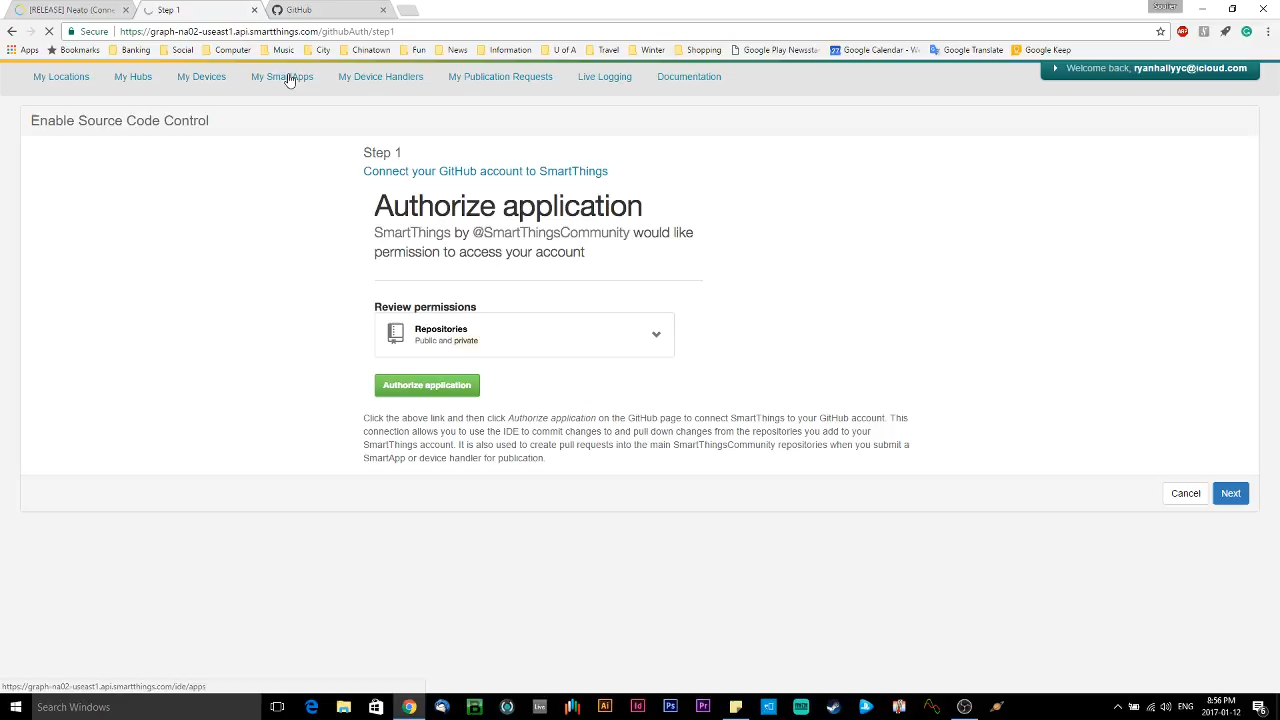 [RELEASE] Neato (Conne
Step 1
GitHub
Souffer
Secure
https://graph-na02-useast1.api.smartthings.com/githubAuth/step1
Apps Bookmarks Banking Social Computer Music City Chinatown Fun News Information U of A Travel Winter Shopping Google Play Newsst Google Calendar - We Google Translate Google Keep
My Locations My Hubs My Devices My SmartApps My Device Handlers My Publication Requests Live Logging Documentation
Welcome back, ryanhallyyc@icloud.com
Enable Source Code Control
Step 1
Connect your GitHub account to SmartThings
Authorize application
SmartThings by @SmartThingsCommunity would like
permission to access your account
Review permissions
Repositories
Public and private
Authorize application
Click the above link and then click Authorize application on the GitHub page to connect SmartThings to your GitHub account. This
connection allows you to use the IDE to commit changes to and pull down changes from the repositories you add to your
SmartThings account. It is also used to create pull requests into the main SmartThingsCommunity repositories when you submit a
SmartApp or device handler for publication.
Cancel Next
https://graph-na02-useast1.api.smartthings.com/ide/apps
Search Windows
Live
Ai
Id
Ps
Pr
ENG
8:56 PM
2017-01-12